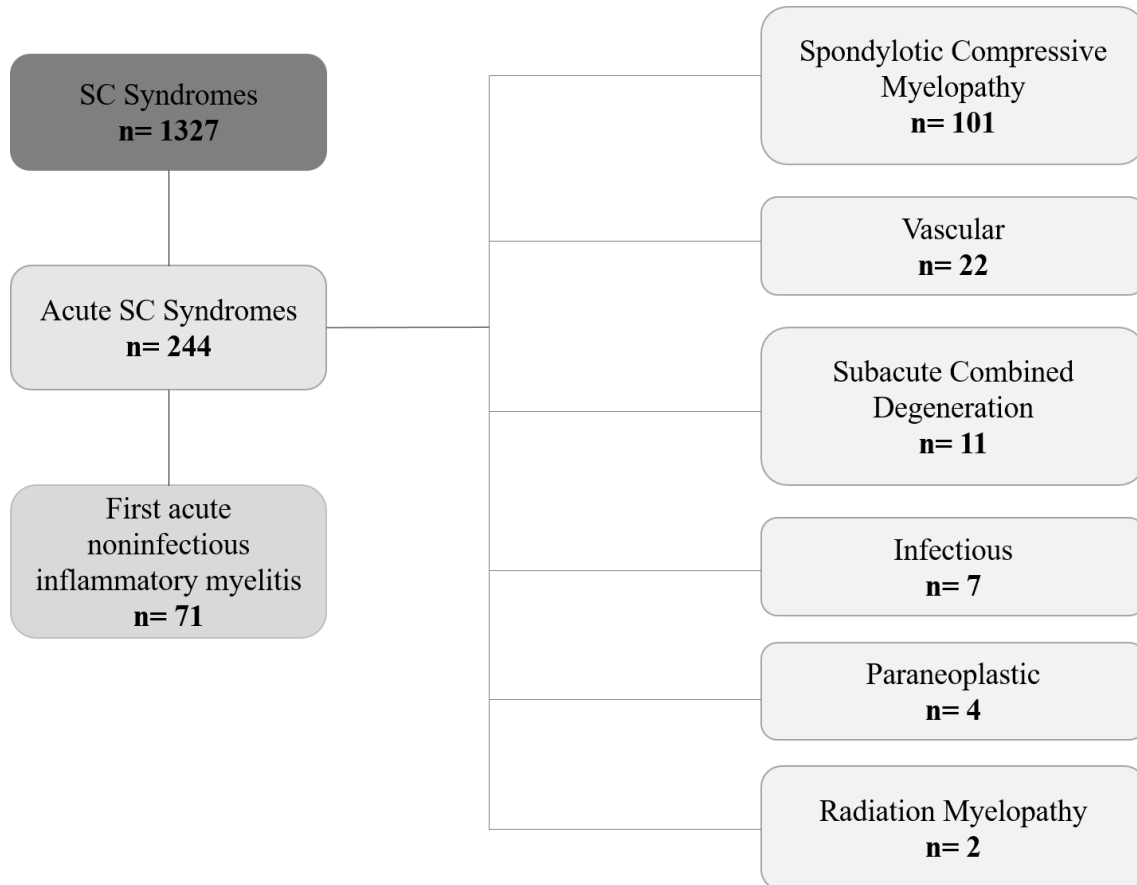 SC Syndromes
n= 1327
Acute SC Syndromes
n= 244
First acute
noninfectious
inflammatory myelitis
n= 71
Spondylotic Compressive
Myelopathy
n= 101
Vascular
n= 22
Subacute Combined
Degeneration
n= 11
Infectious
n= 7
Paraneoplastic
n= 4
Radiation Myelopathy
n= 2